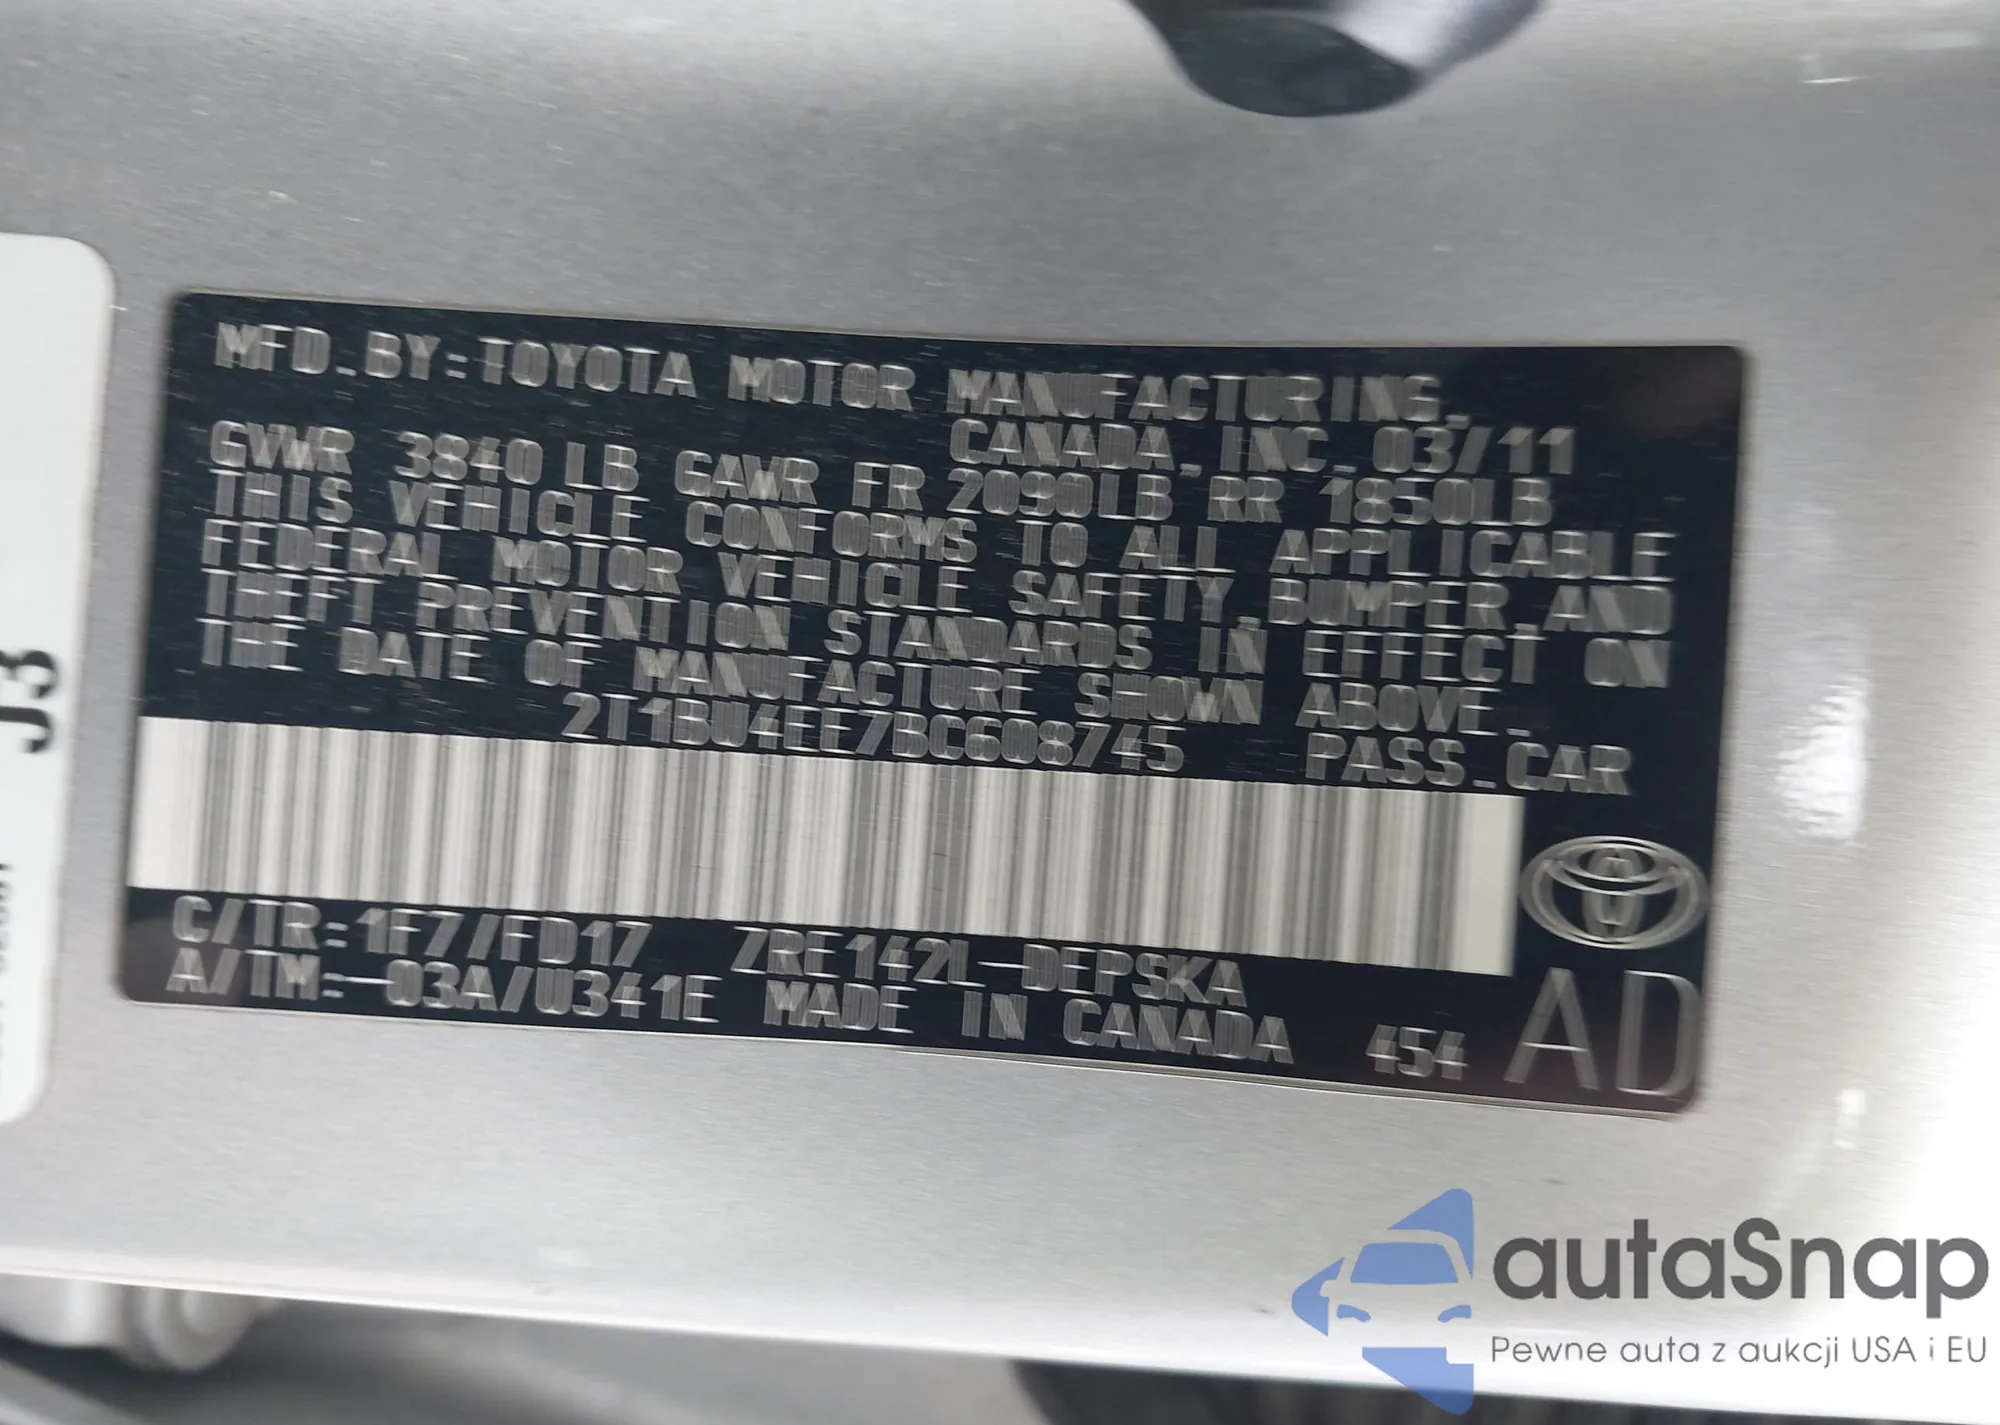 MFD.BY:TOYOTA MOTOR MANUFACTURING,
CANADA, INC. 03/11
GVWR 3840 LB GAWR FR 2090LB RR 1850LB
THIS VEHICLE CONFORMS TO ALL APPLICABLE
FEDERAL MOTOR VEHICLE SAFETY,BUMPER,AND
THEFT PREVENTION STANDARDS IN EFFECT ON
THE DATE OF MANUFACTURE SHOWN ABOVE.
2T1BU4EE7BC608745 PASS.CAR
C/TR:1F7/FD17 ZRE142L-DEPSKA
A/TM:-03A/U341E MADE IN CANADA 454
AD
J3
autaSnap
Pewne auta z aukcji USA i EU